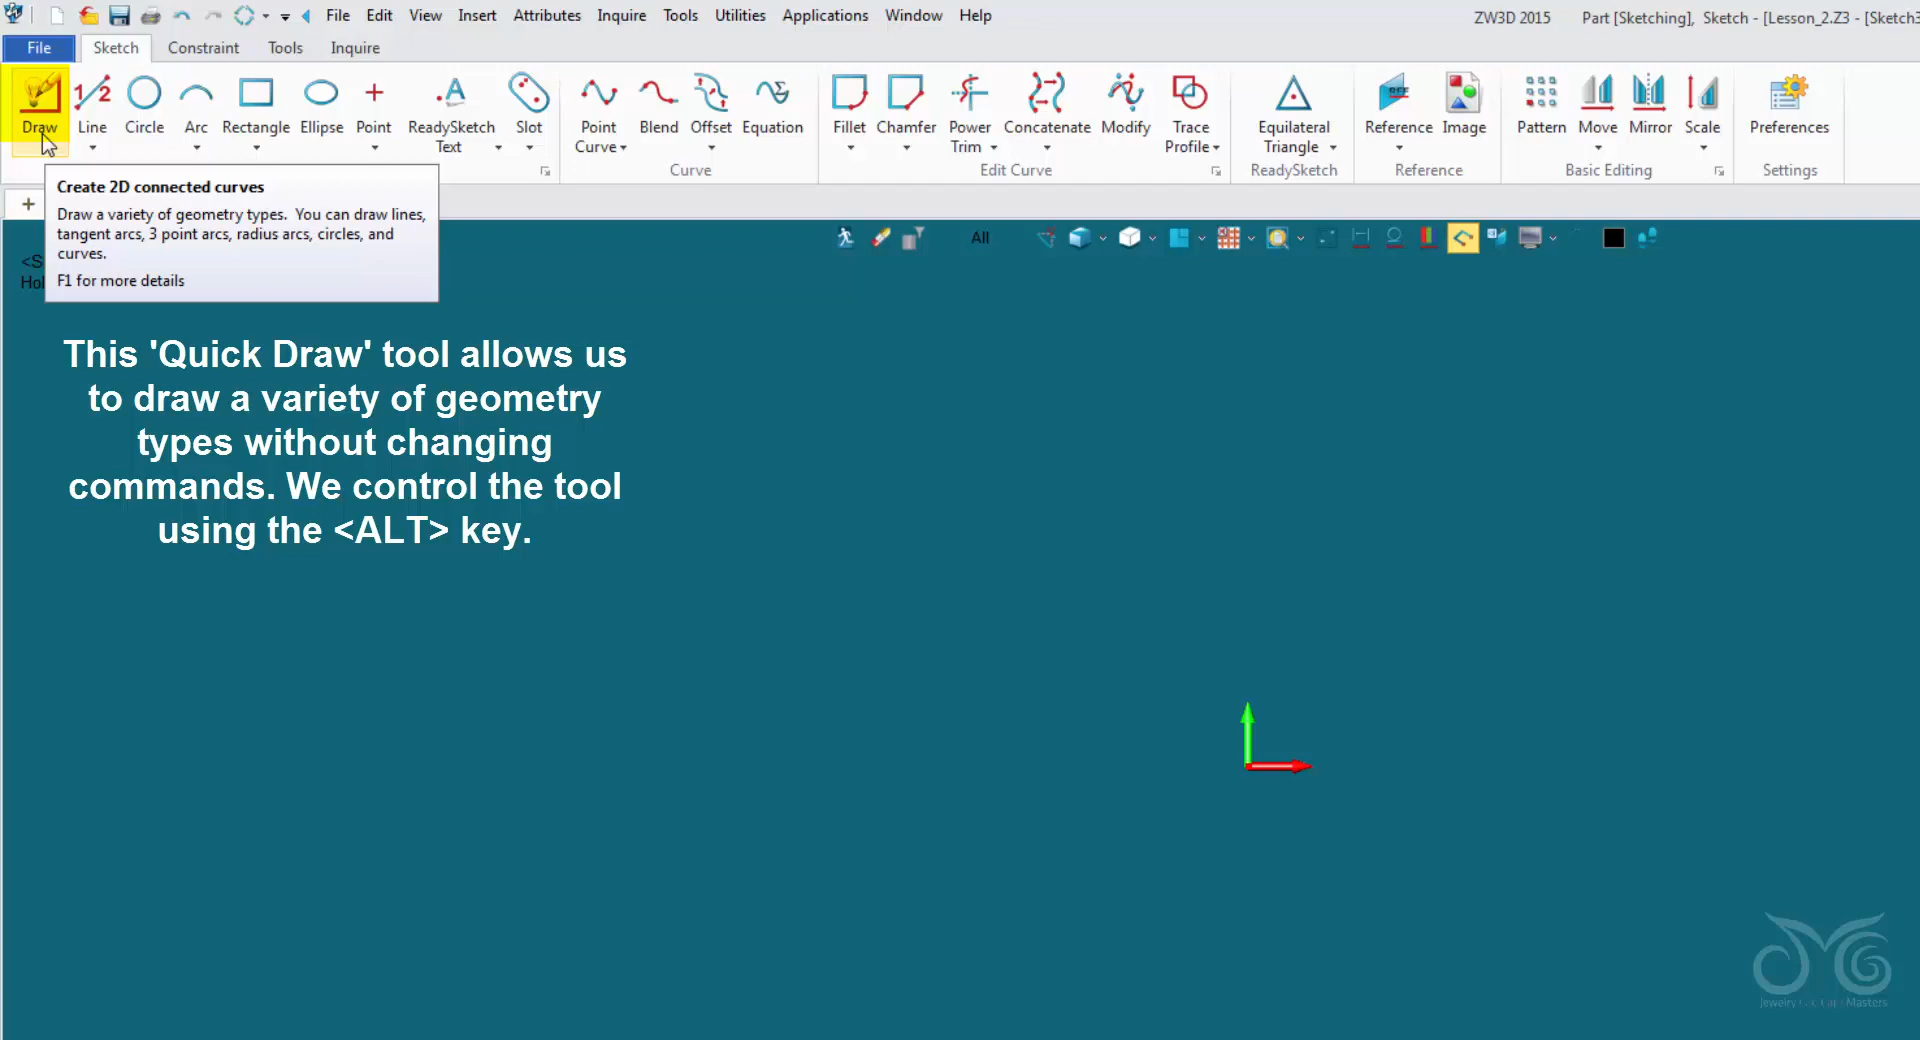 File Edit View Insert Attributes Inquire Tools Utilities Applications Window Help
ZW3D 2015 Part [Sketching], Sketch - [Lesson_2.Z3 - [Sketch3
File Sketch Constraint Tools Inquire
Draw Line Circle Arc Rectangle Ellipse Point ReadySketch Text Slot
Point Curve Blend Offset Equation
Fillet Chamfer Power Trim Concatenate Modify Trace Profile
Equilateral Triangle
Reference Image
Pattern Move Mirror Scale
Preferences
Curve Edit Curve ReadySketch Reference Basic Editing Settings
Create 2D connected curves
Draw a variety of geometry types. You can draw lines,
tangent arcs, 3 point arcs, radius arcs, circles, and
curves.
F1 for more details
All
<S
Hol
This 'Quick Draw' tool allows us
to draw a variety of geometry
types without changing
commands. We control the tool
using the <ALT> key.
Jewelry Masters